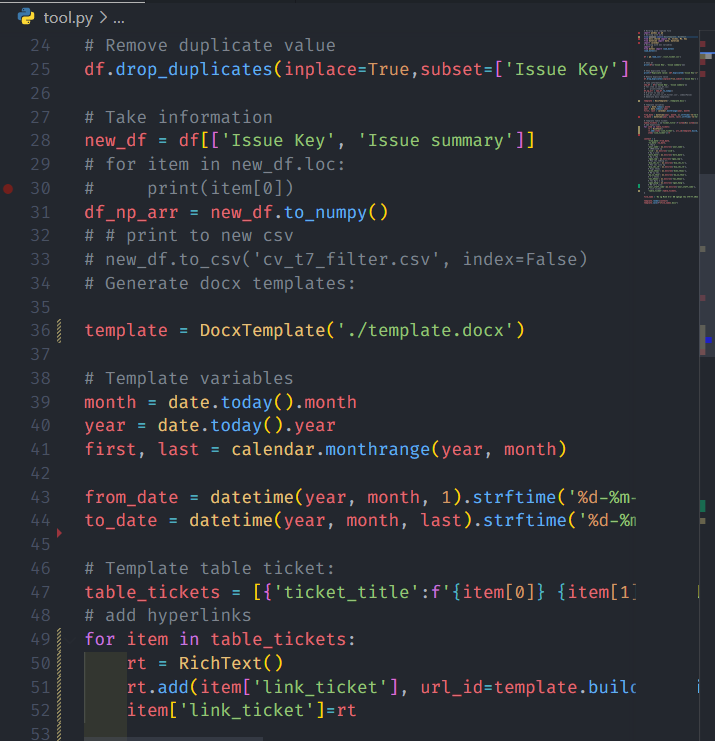 tool.py > ...
24 # Remove duplicate value
25 df.drop_duplicates(inplace=True,subset=['Issue Key']
26
27 # Take information
28 new_df = df[['Issue Key', 'Issue summary']]
29 # for item in new_df.loc:
30 #     print(item[0])
31 df_np_arr = new_df.to_numpy()
32 # # print to new csv
33 # new_df.to_csv('cv_t7_filter.csv', index=False)
34 # Generate docx templates:
35
36 template = DocxTemplate('./template.docx')
37
38 # Template variables
39 month = date.today().month
40 year = date.today().year
41 first, last = calendar.monthrange(year, month)
42
43 from_date = datetime(year, month, 1).strftime('%d-%m-
44 to_date = datetime(year, month, last).strftime('%d-%m
45
46 # Template table ticket:
47 table_tickets = [{'ticket_title':f'{item[0]} {item[1]
48 # add hyperlinks
49 for item in table_tickets:
50     rt = RichText()
51     rt.add(item['link_ticket'], url_id=template.build
52     item['link_ticket']=rt
53